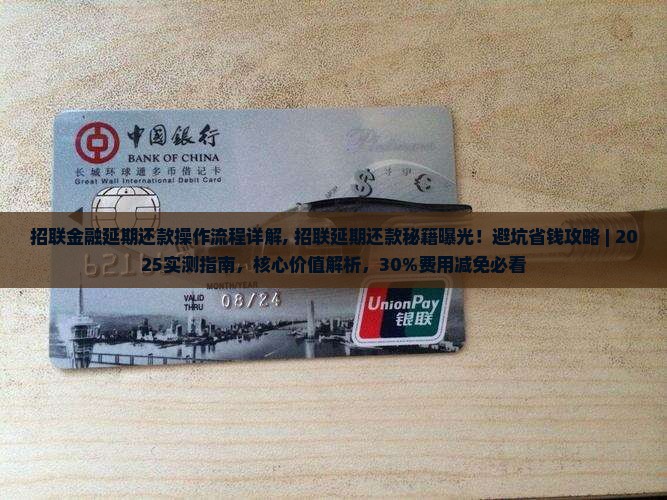 中国银行
BANK OF CHINA
长城环球通多币借记卡
Great Wall International Debit Card
Platinum
招联金融延期还款操作流程详解, 招联延期还款秘籍曝光！避坑省钱攻略 | 20
25实测指南，核心价值解析，30%费用减免必看
MONTH/YEAR
VALID
THRU
08/24
UnionPay
银联